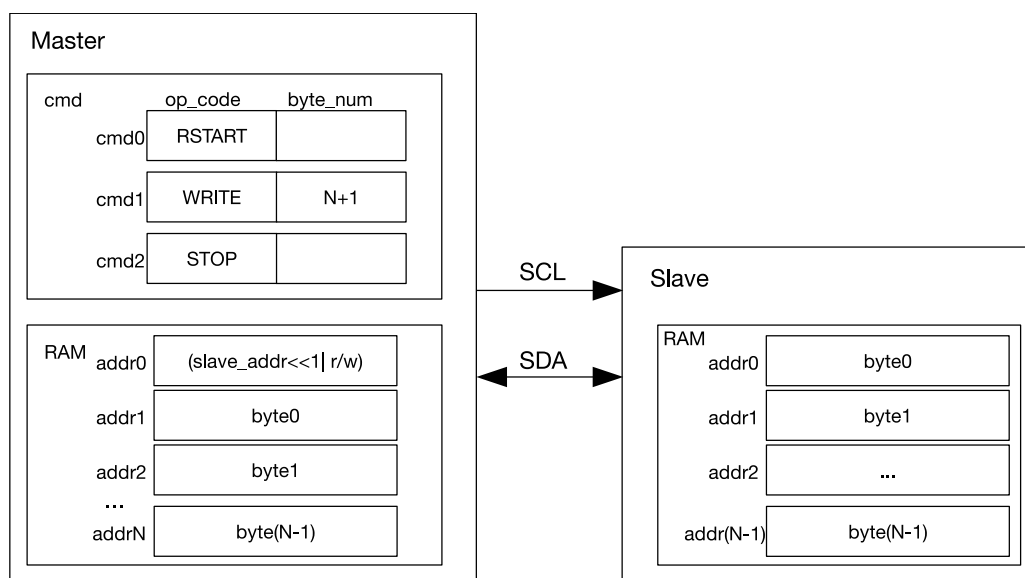 Master
cmd op_code byte_num
cmd0 RSTART
cmd1 WRITE N+1
cmd2 STOP
RAM
addr0 (slave_addr<<1| r/w)
addr1 byte0
addr2 byte1
...
addrN byte(N-1)
SCL
SDA
Slave
RAM
addr0 byte0
addr1 byte1
addr2 ...
addr(N-1) byte(N-1)